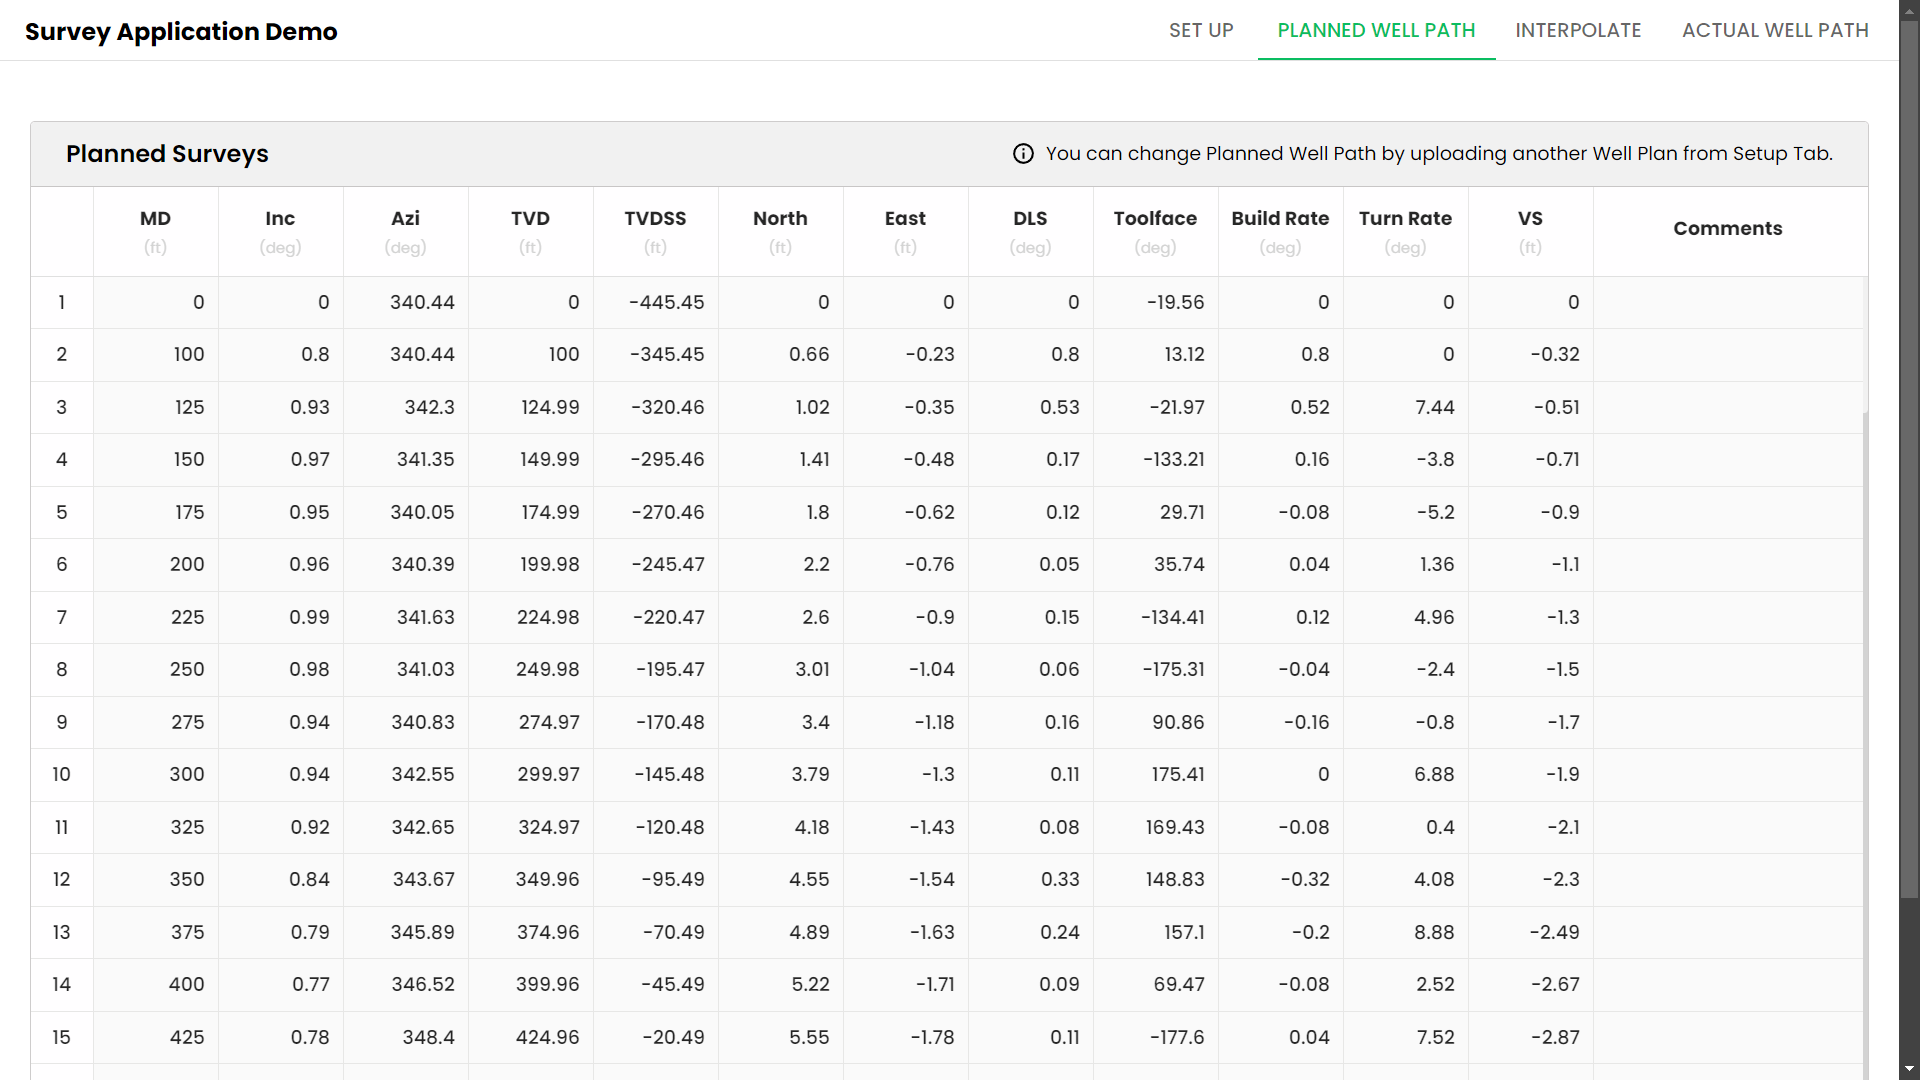 Survey Application Demo SET UP PLANNED WELL PATH INTERPOLATE ACTUAL WELL PATH
Planned Surveys You can change Planned Well Path by uploading another Well Plan from Setup Tab.
MD Inc Azi TVD TVDSS North East DLS Toolface Build Rate Turn Rate VS Comments
(ft) (deg) (deg) (ft) (ft) (ft) (ft) (deg) (deg) (deg) (deg) (ft)
1 0 0 340.44 0 -445.45 0 0 0 -19.56 0 0 0
2 100 0.8 340.44 100 -345.45 0.66 -0.23 0.8 13.12 0.8 0 -0.32
3 125 0.93 342.3 124.99 -320.46 1.02 -0.35 0.53 -21.97 0.52 7.44 -0.51
4 150 0.97 341.35 149.99 -295.46 1.41 -0.48 0.17 -133.21 0.16 -3.8 -0.71
5 175 0.95 340.05 174.99 -270.46 1.8 -0.62 0.12 29.71 -0.08 -5.2 -0.9
6 200 0.96 340.39 199.98 -245.47 2.2 -0.76 0.05 35.74 0.04 1.36 -1.1
7 225 0.99 341.63 224.98 -220.47 2.6 -0.9 0.15 -134.41 0.12 4.96 -1.3
8 250 0.98 341.03 249.98 -195.47 3.01 -1.04 0.06 -175.31 -0.04 -2.4 -1.5
9 275 0.94 340.83 274.97 -170.48 3.4 -1.18 0.16 90.86 -0.16 -0.8 -1.7
10 300 0.94 342.55 299.97 -145.48 3.79 -1.3 0.11 175.41 0 6.88 -1.9
11 325 0.92 342.65 324.97 -120.48 4.18 -1.43 0.08 169.43 -0.08 0.4 -2.1
12 350 0.84 343.67 349.96 -95.49 4.55 -1.54 0.33 148.83 -0.32 4.08 -2.3
13 375 0.79 345.89 374.96 -70.49 4.89 -1.63 0.24 157.1 -0.2 8.88 -2.49
14 400 0.77 346.52 399.96 -45.49 5.22 -1.71 0.09 69.47 -0.08 2.52 -2.67
15 425 0.78 348.4 424.96 -20.49 5.55 -1.78 0.11 -177.6 0.04 7.52 -2.87